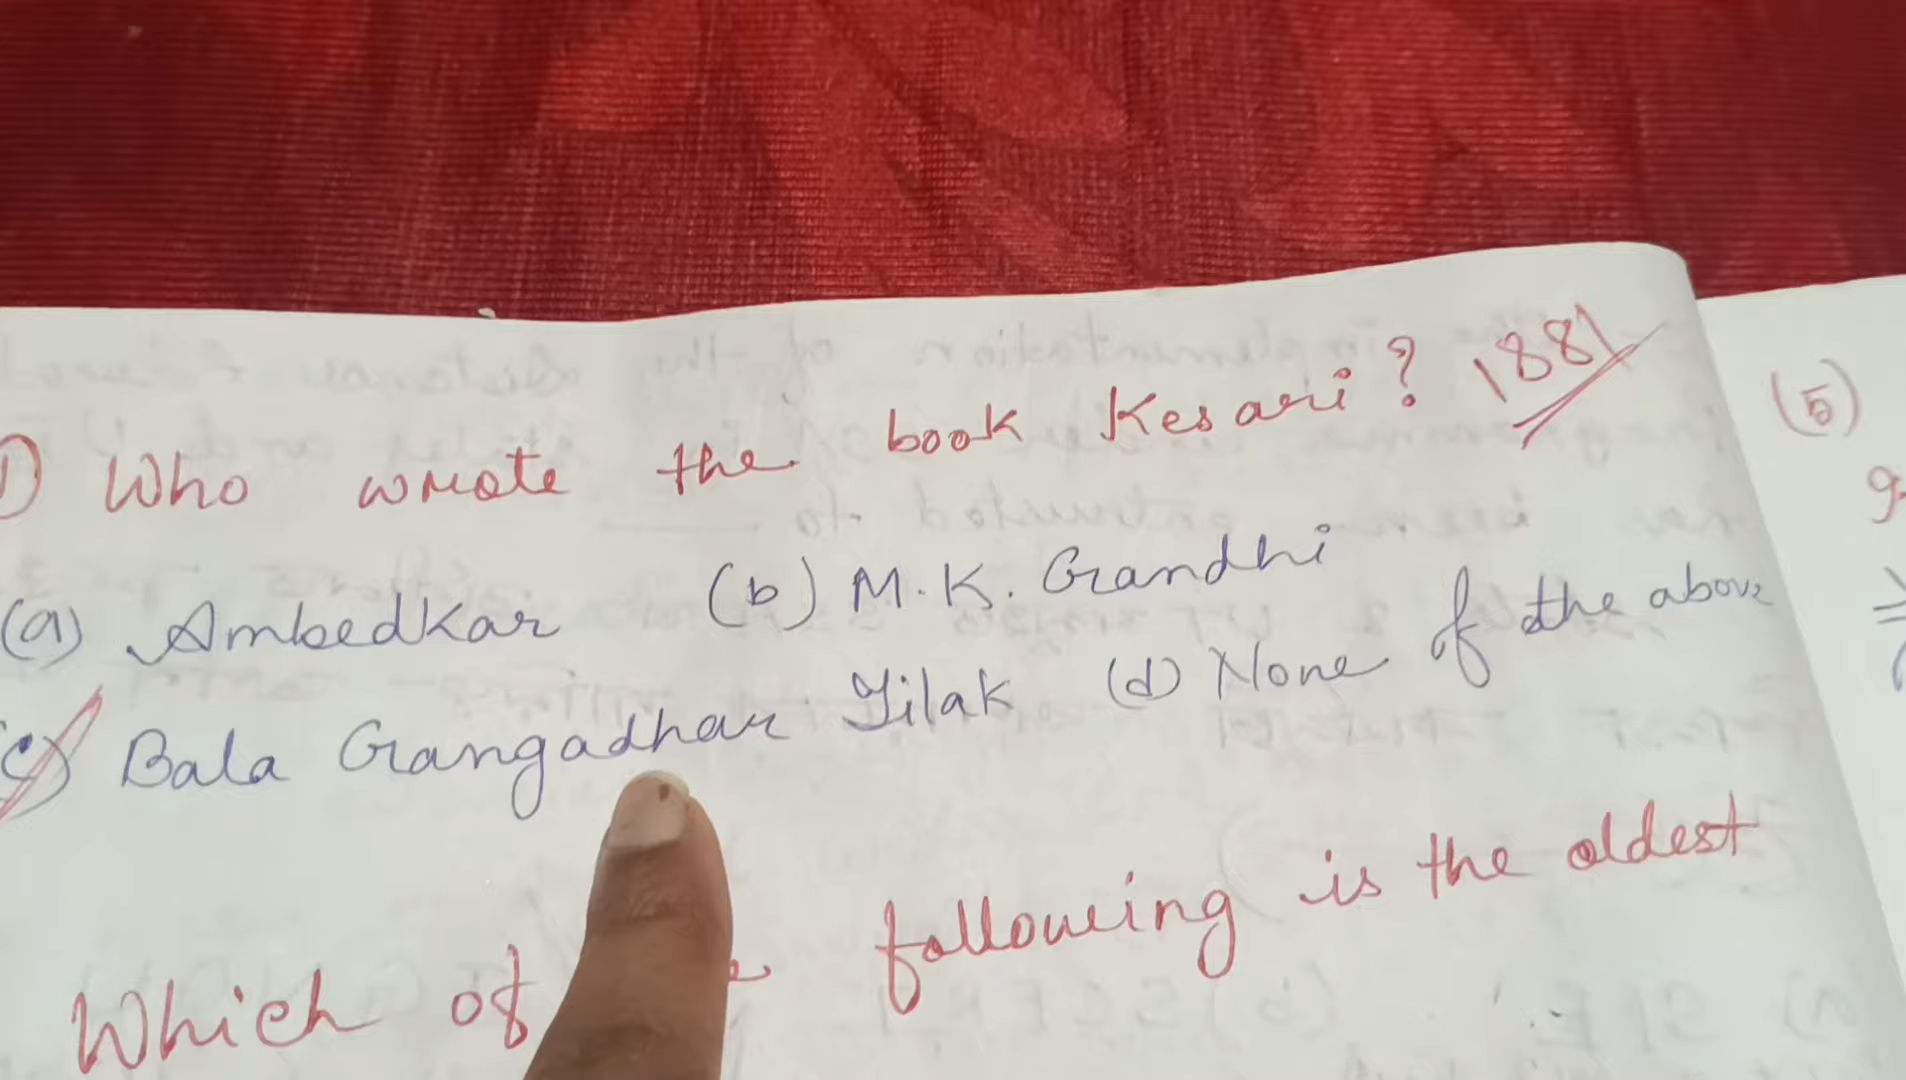 1) Who wrote the book Kesari? 1881
(a) Ambedkar (b) M.K. Gandhi
(c) Bala Gangadhar Tilak (d) None of the above
Which of following is the oldest
(5)